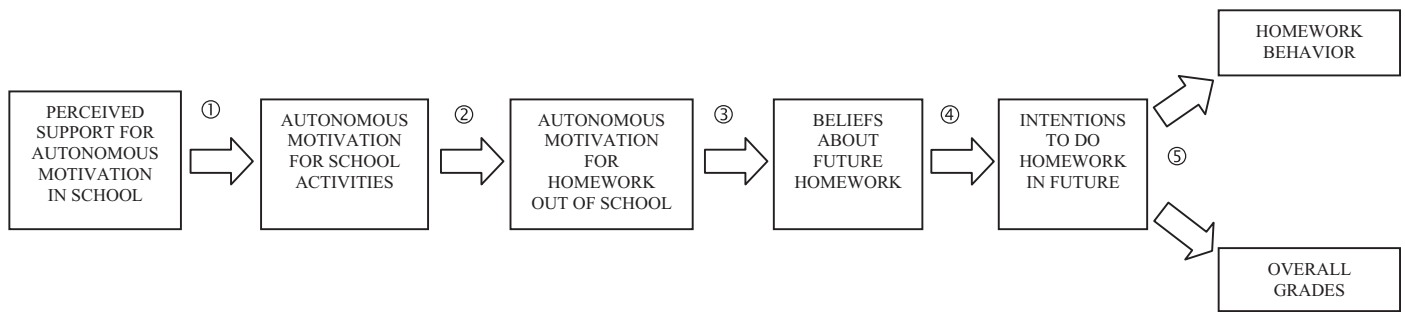 PERCEIVED
SUPPORT FOR
AUTONOMOUS
MOTIVATION
IN SCHOOL
①
AUTONOMOUS
MOTIVATION
FOR SCHOOL
ACTIVITIES
②
AUTONOMOUS
MOTIVATION
FOR
HOMEWORK
OUT OF SCHOOL
③
BELIEFS
ABOUT
FUTURE
HOMEWORK
④
INTENTIONS
TO DO
HOMEWORK
IN FUTURE
⑤
HOMEWORK
BEHAVIOR
OVERALL
GRADES